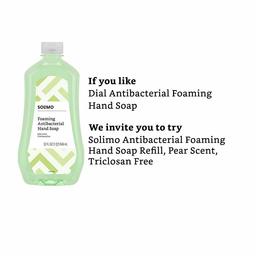 SOLIMO
Foaming
Antibacterial
Hand Soap
If you like
Dial Antibacterial Foaming
Hand Soap
We invite you to try
Solimo Antibacterial Foaming
Hand Soap Refill, Pear Scent,
Triclosan Free